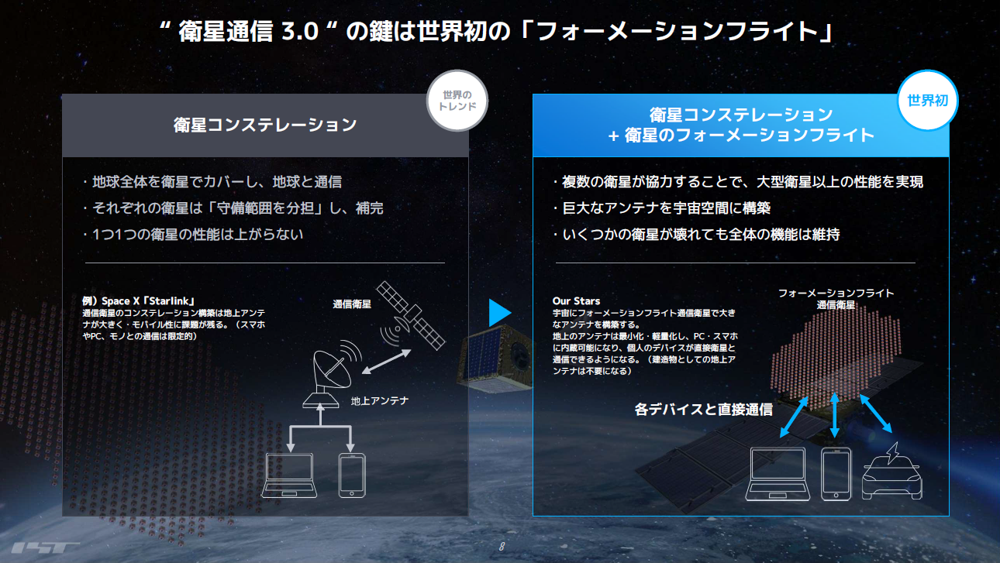 “ 衛星通信 3.0 “ の鍵は世界初の「フォーメーションフライト」
世界の
トレンド
衛星コンステレーション
・地球全体を衛星でカバーし、地球と通信
・それぞれの衛星は「守備範囲を分担」し、補完
・1つ1つの衛星の性能は上がらない
例）Space X「Starlink」
通信衛星のコンステレーション構築は地上アンテ
ナが大きく・モバイル性に課題が残る。（スマホ
やPC、モノとの通信は限定的）
通信衛星
地上アンテナ
世界初
衛星コンステレーション
+ 衛星のフォーメーションフライト
・複数の衛星が協力することで、大型衛星以上の性能を実現
・巨大なアンテナを宇宙空間に構築
・いくつかの衛星が壊れても全体の機能は維持
Our Stars
宇宙にフォーメーションフライト通信衛星で大き
なアンテナを構築する。
地上のアンテナは最小化・軽量化し、PC・スマホ
に内蔵可能になり、個人のデバイスが直接衛星と
通信できるようになる。（建造物としての地上ア
ンテナは不要になる）
フォーメーションフライト
通信衛星
各デバイスと直接通信
IST
8